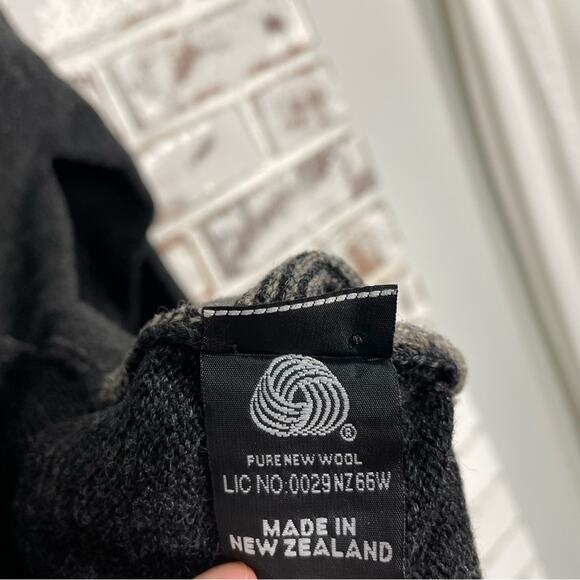 ®
PURE NEW WOOL
LIC NO:0029NZ66W
MADE IN
NEW ZEALAND